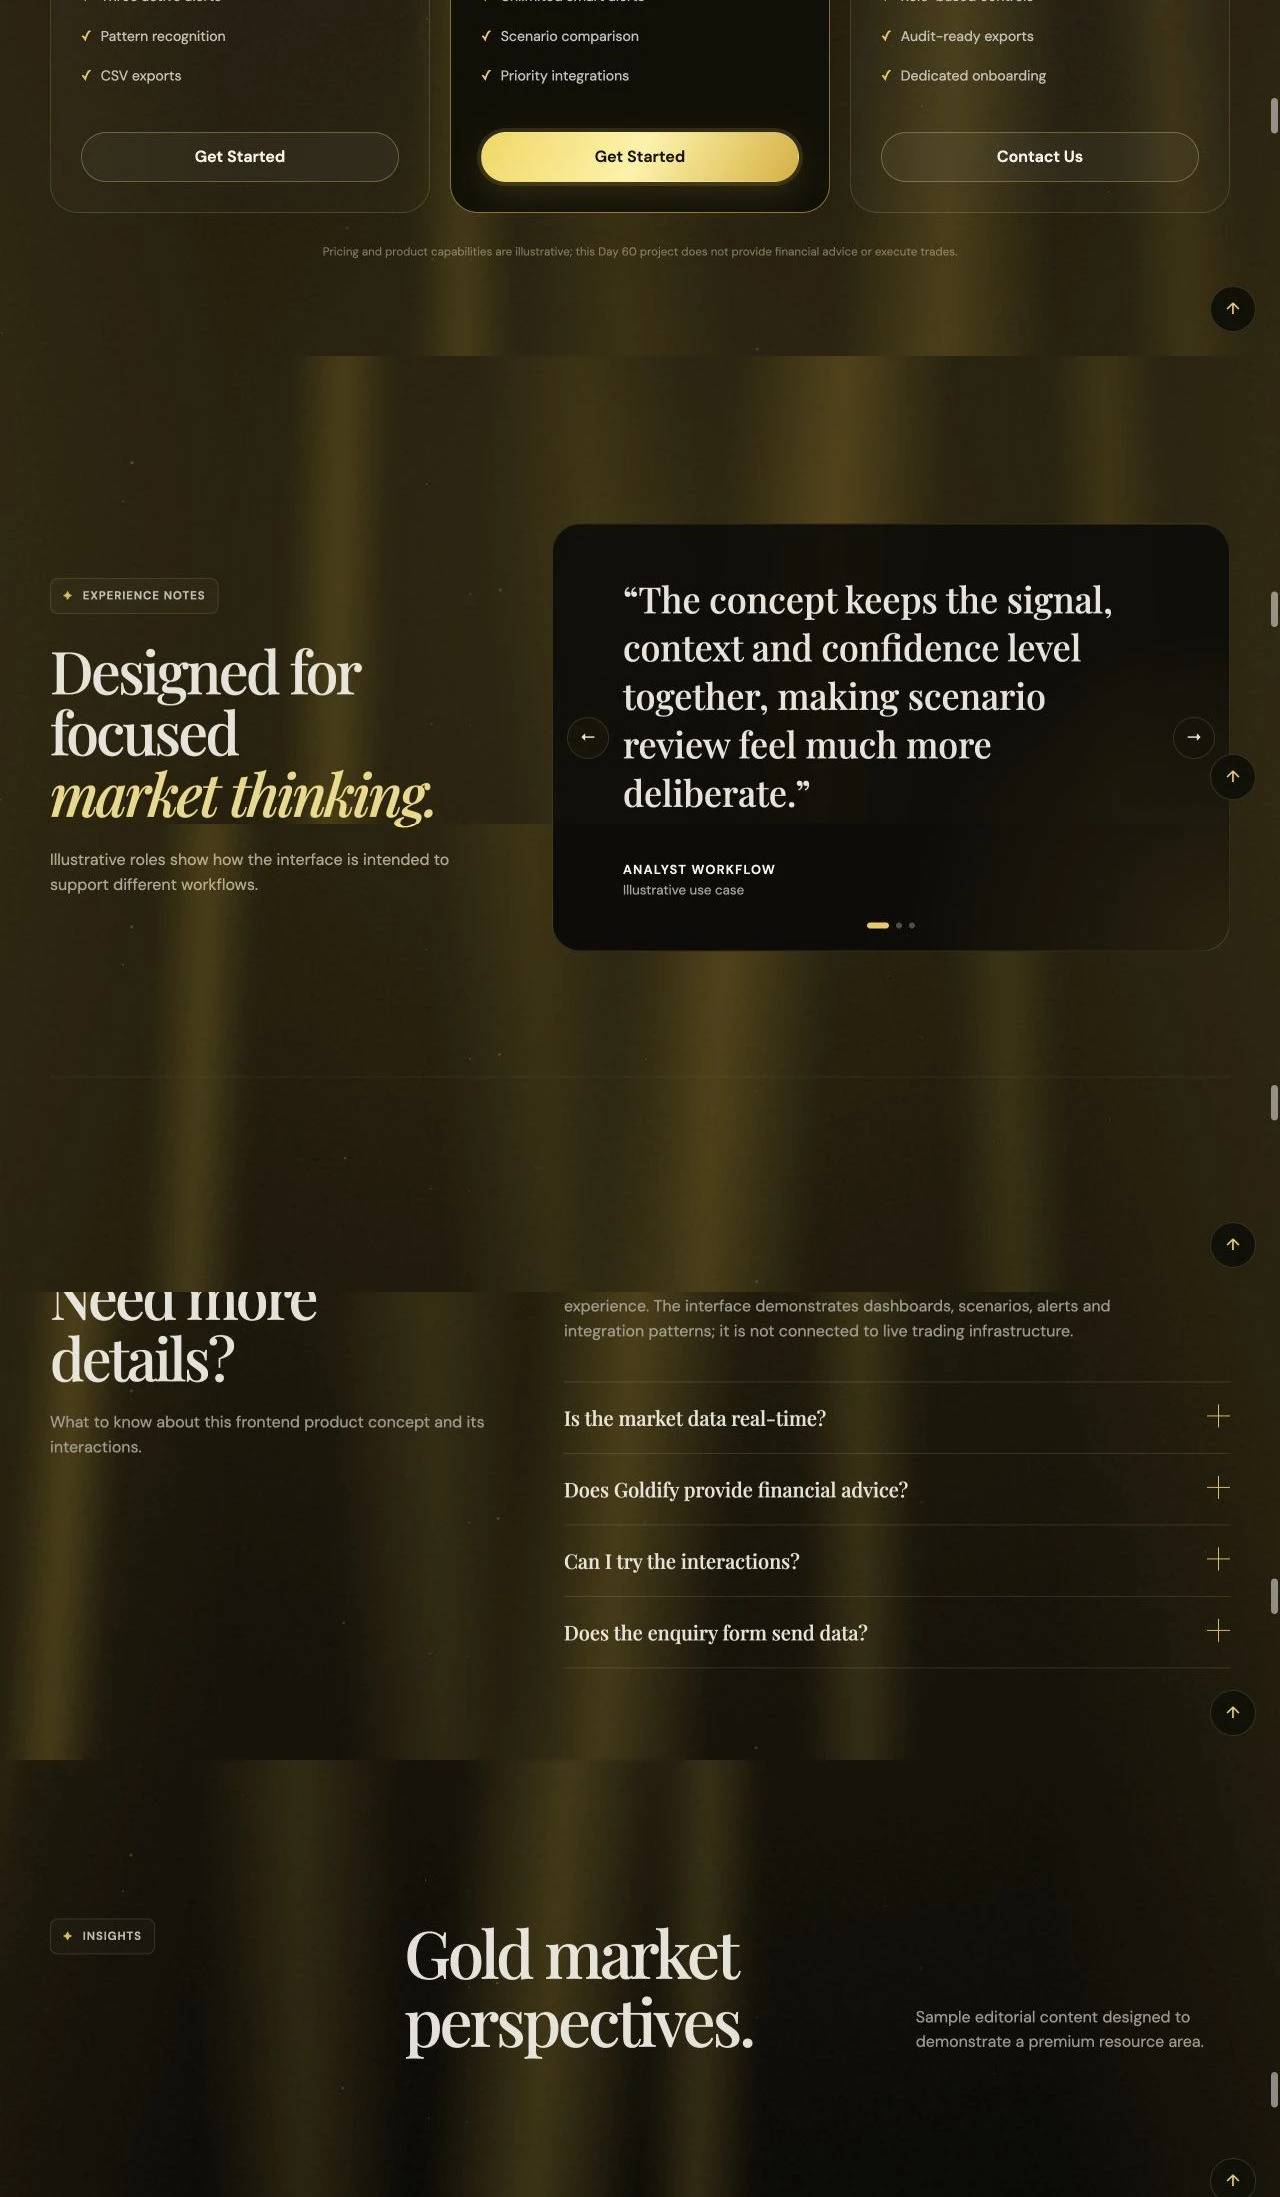 Pattern recognition
CSV exports
Get Started
Scenario comparison
Priority integrations
Get Started
Audit-ready exports
Dedicated onboarding
Contact Us
Pricing and product capabilities are illustrative; this Day 60 project does not provide financial advice or execute trades.
EXPERIENCE NOTES
Designed for
focused
market thinking.
Illustrative roles show how the interface is intended to
support different workflows.
“The concept keeps the signal,
context and confidence level
together, making scenario
review feel much more
deliberate.”
ANALYST WORKFLOW
Illustrative use case
Need more
details?
What to know about this frontend product concept and its
interactions.
experience. The interface demonstrates dashboards, scenarios, alerts and
integration patterns; it is not connected to live trading infrastructure.
Is the market data real-time?
Does Goldify provide financial advice?
Can I try the interactions?
Does the enquiry form send data?
INSIGHTS
Gold market
perspectives.
Sample editorial content designed to
demonstrate a premium resource area.